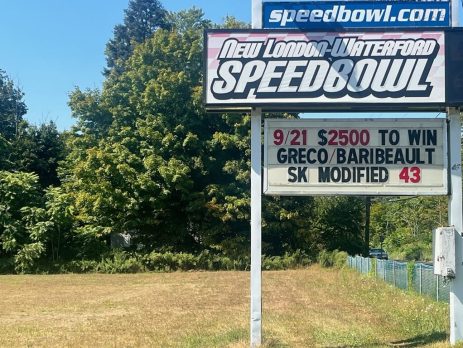 speedbowl.com
New London-Waterford
SPEEDBOWL
9/21 $2500 TO WIN
GRECO/BARIBEAULT
SK MODIFIED 43